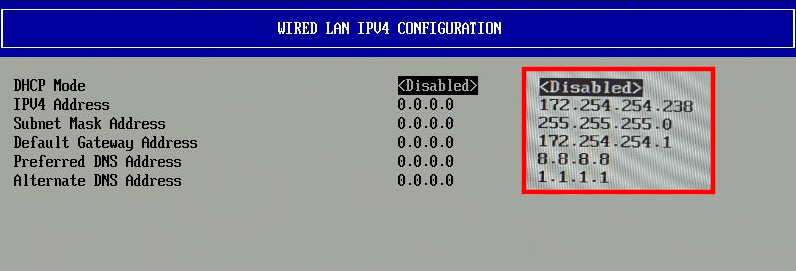 WIRED LAN IPV4 CONFIGURATION
DHCP Mode <Disabled> <Disabled>
IPV4 Address 0.0.0.0 172.254.254.238
Subnet Mask Address 0.0.0.0 255.255.255.0
Default Gateway Address 0.0.0.0 172.254.254.1
Preferred DNS Address 0.0.0.0 8.8.8.8
Alternate DNS Address 0.0.0.0 1.1.1.1